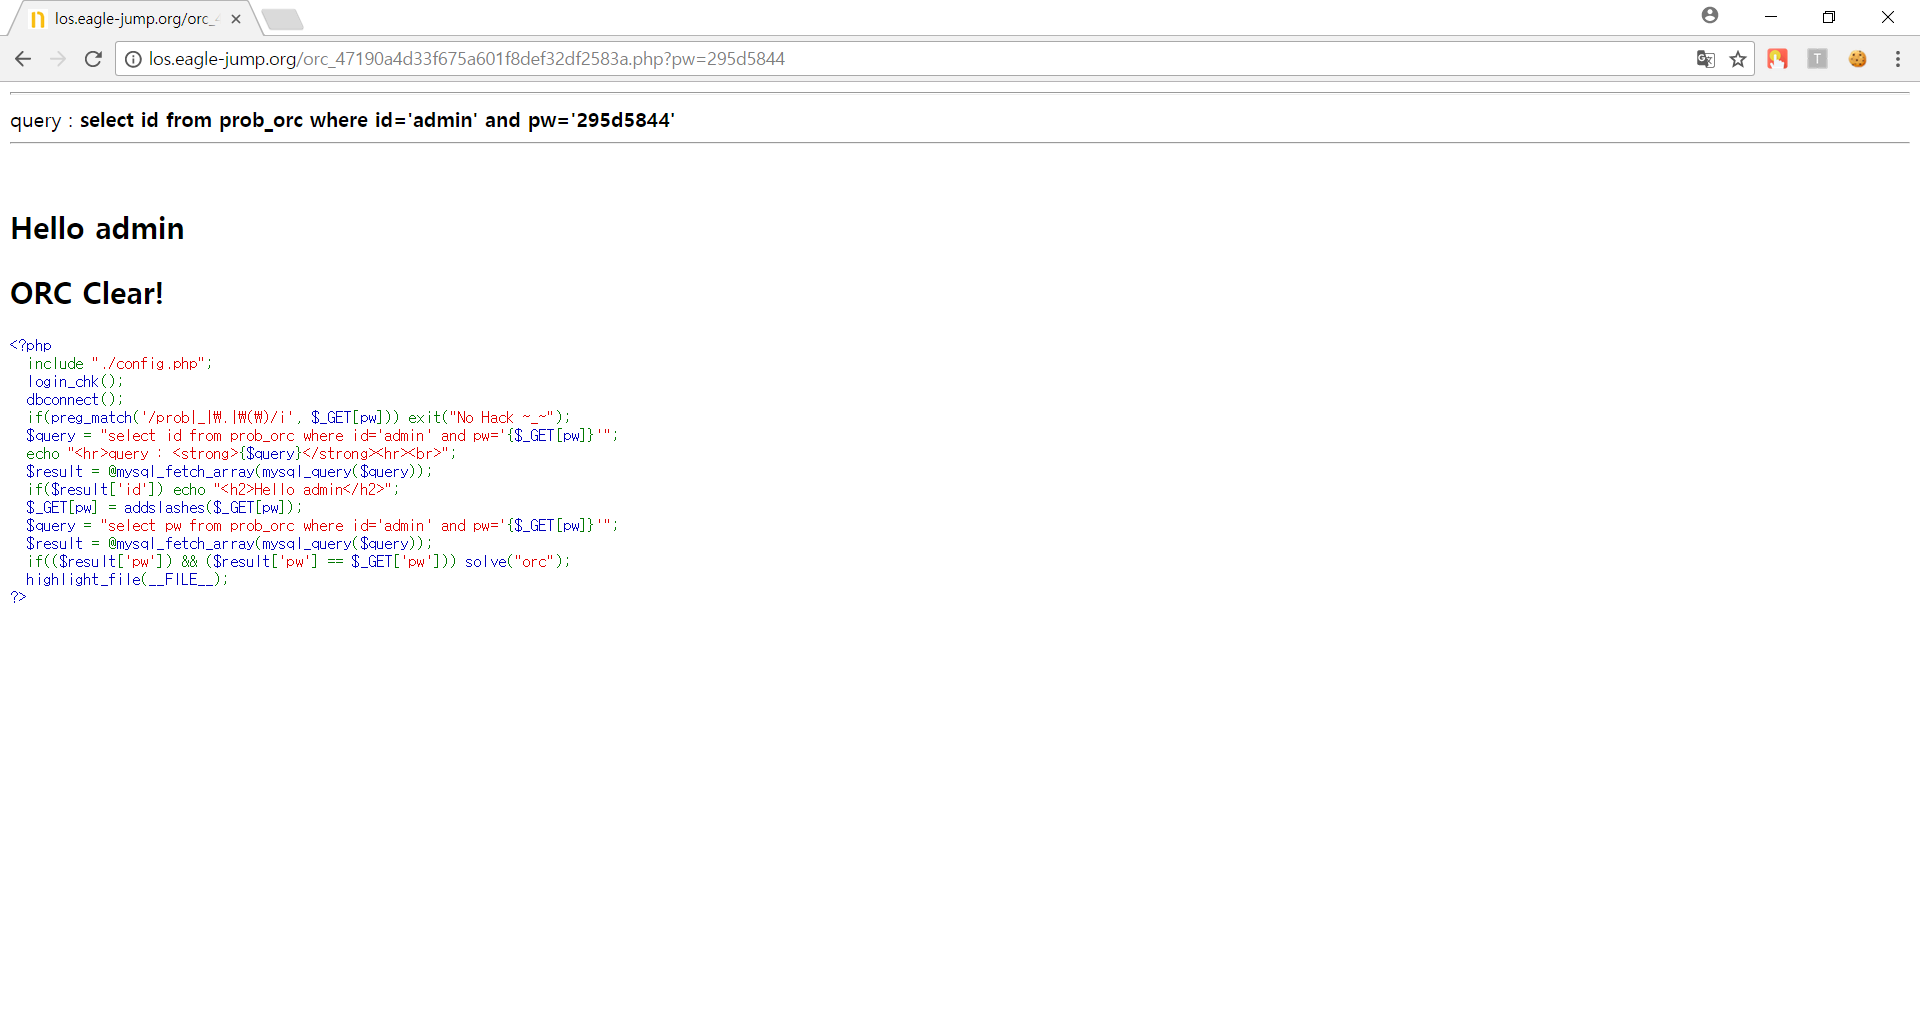 los.eagle-jump.org/orc_4
los.eagle-jump.org/orc_47190a4d33f675a601f8def32df2583a.php?pw=295d5844
query : select id from prob_orc where id='admin' and pw='295d5844'
Hello admin
ORC Clear!
<?php
  include "./config.php";
  login_chk();
  dbconnect();
  if(preg_match('/prob|_|₩.|₩(₩)/i', $_GET[pw])) exit("No Hack ~_~");
  $query = "select id from prob_orc where id='admin' and pw='{$_GET[pw]}'";
  echo "<hr>query : <strong>{$query}</strong><hr><br>";
  $result = @mysql_fetch_array(mysql_query($query));
  if($result['id']) echo "<h2>Hello admin</h2>";
  $_GET[pw] = addslashes($_GET[pw]);
  $query = "select pw from prob_orc where id='admin' and pw='{$_GET[pw]}'";
  $result = @mysql_fetch_array(mysql_query($query));
  if(($result['pw']) && ($result['pw'] == $_GET['pw'])) solve("orc");
  highlight_file(__FILE__);
?>